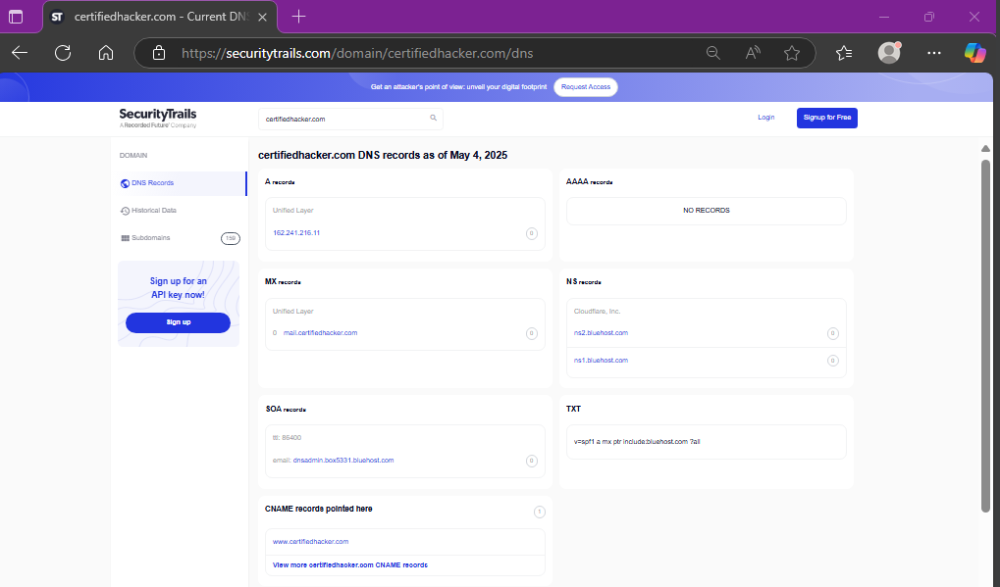 ST certifiedhacker.com - Current DNS
https://securitytrails.com/domain/certifiedhacker.com/dns
Get an attacker's point of view: unveil your digital footprint Request Access
SecurityTrails
A Recorded Future Company
certifiedhacker.com
Login
Signup for Free
DOMAIN
DNS Records
Historical Data
Subdomains 159
Sign up for an
API key now!
Sign up
certifiedhacker.com DNS records as of May 4, 2025
A records
Unified Layer
162.241.216.11 0
AAAA records
NO RECORDS
MX records
Unified Layer
0 mail.certifiedhacker.com 0
NS records
Cloudflare, Inc.
ns2.bluehost.com 0
ns1.bluehost.com 0
SOA records
ttl: 86400
email: dnsadmin.box5331.bluehost.com 0
TXT
v=spf1 a mx ptr include:bluehost.com ?all
CNAME records pointed here 1
www.certifiedhacker.com
View more certifiedhacker.com CNAME records